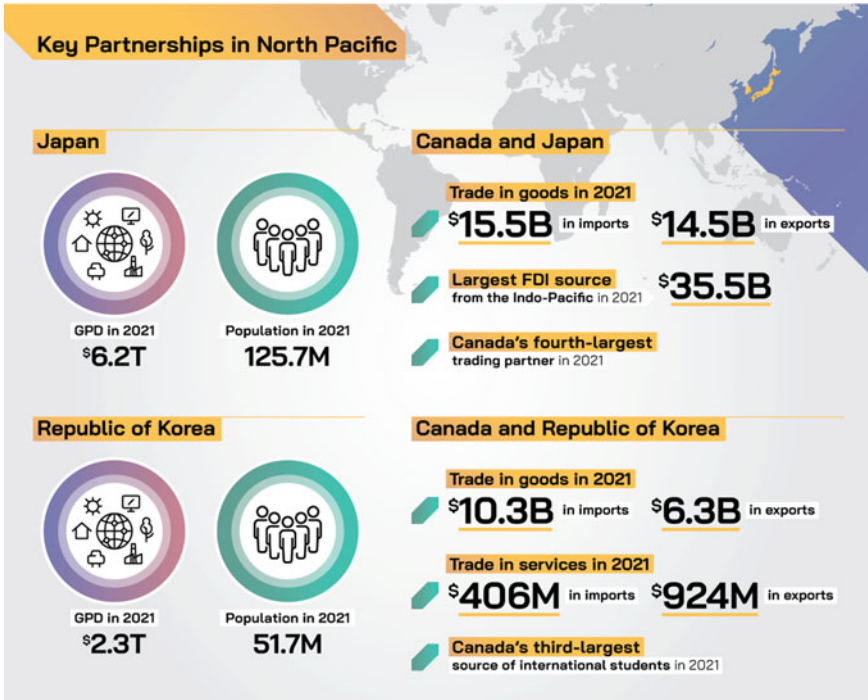 Key Partnerships in North Pacific
Japan
GPD in 2021
$6.2T
Population in 2021
125.7M
Canada and Japan
Trade in goods in 2021
$15.5B in imports $14.5B in exports
Largest FDI source
from the Indo-Pacific in 2021 $35.5B
Canada's fourth-largest
trading partner in 2021
Republic of Korea
GPD in 2021
$2.3T
Population in 2021
51.7M
Canada and Republic of Korea
Trade in goods in 2021
$10.3B in imports $6.3B in exports
Trade in services in 2021
$406M in imports $924M in exports
Canada's third-largest
source of international students in 2021